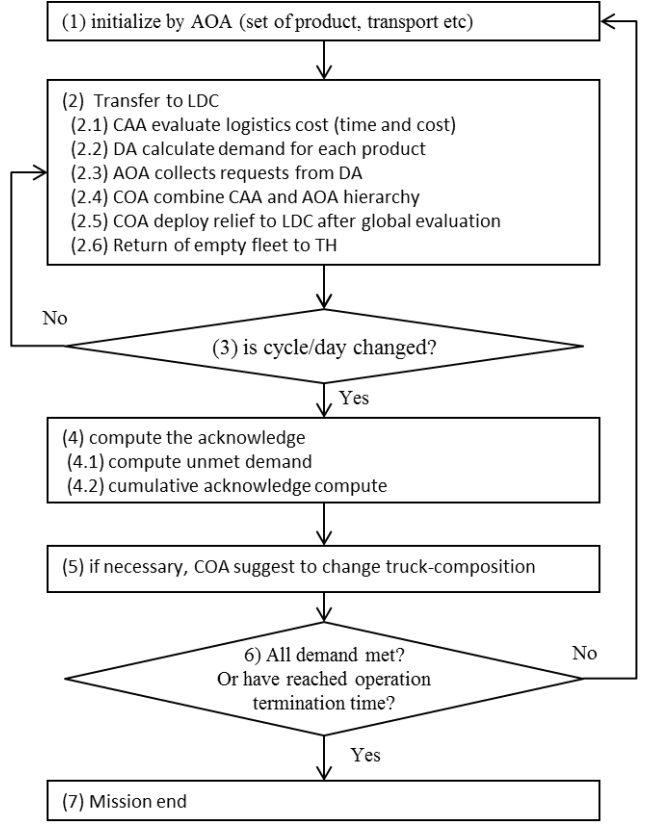 (1) initialize by AOA (set of product, transport etc)
(2) Transfer to LDC
(2.1) CAA evaluate logistics cost (time and cost)
(2.2) DA calculate demand for each product
(2.3) AOA collects requests from DA
(2.4) COA combine CAA and AOA hierarchy
(2.5) COA deploy relief to LDC after global evaluation
(2.6) Return of empty fleet to TH
No
(3) is cycle/day changed?
Yes
(4) compute the acknowledge
(4.1) compute unmet demand
(4.2) cumulative acknowledge compute
(5) if necessary, COA suggest to change truck-composition
6) All demand met?
No
Or have reached operation
termination time?
Yes
(7) Mission end